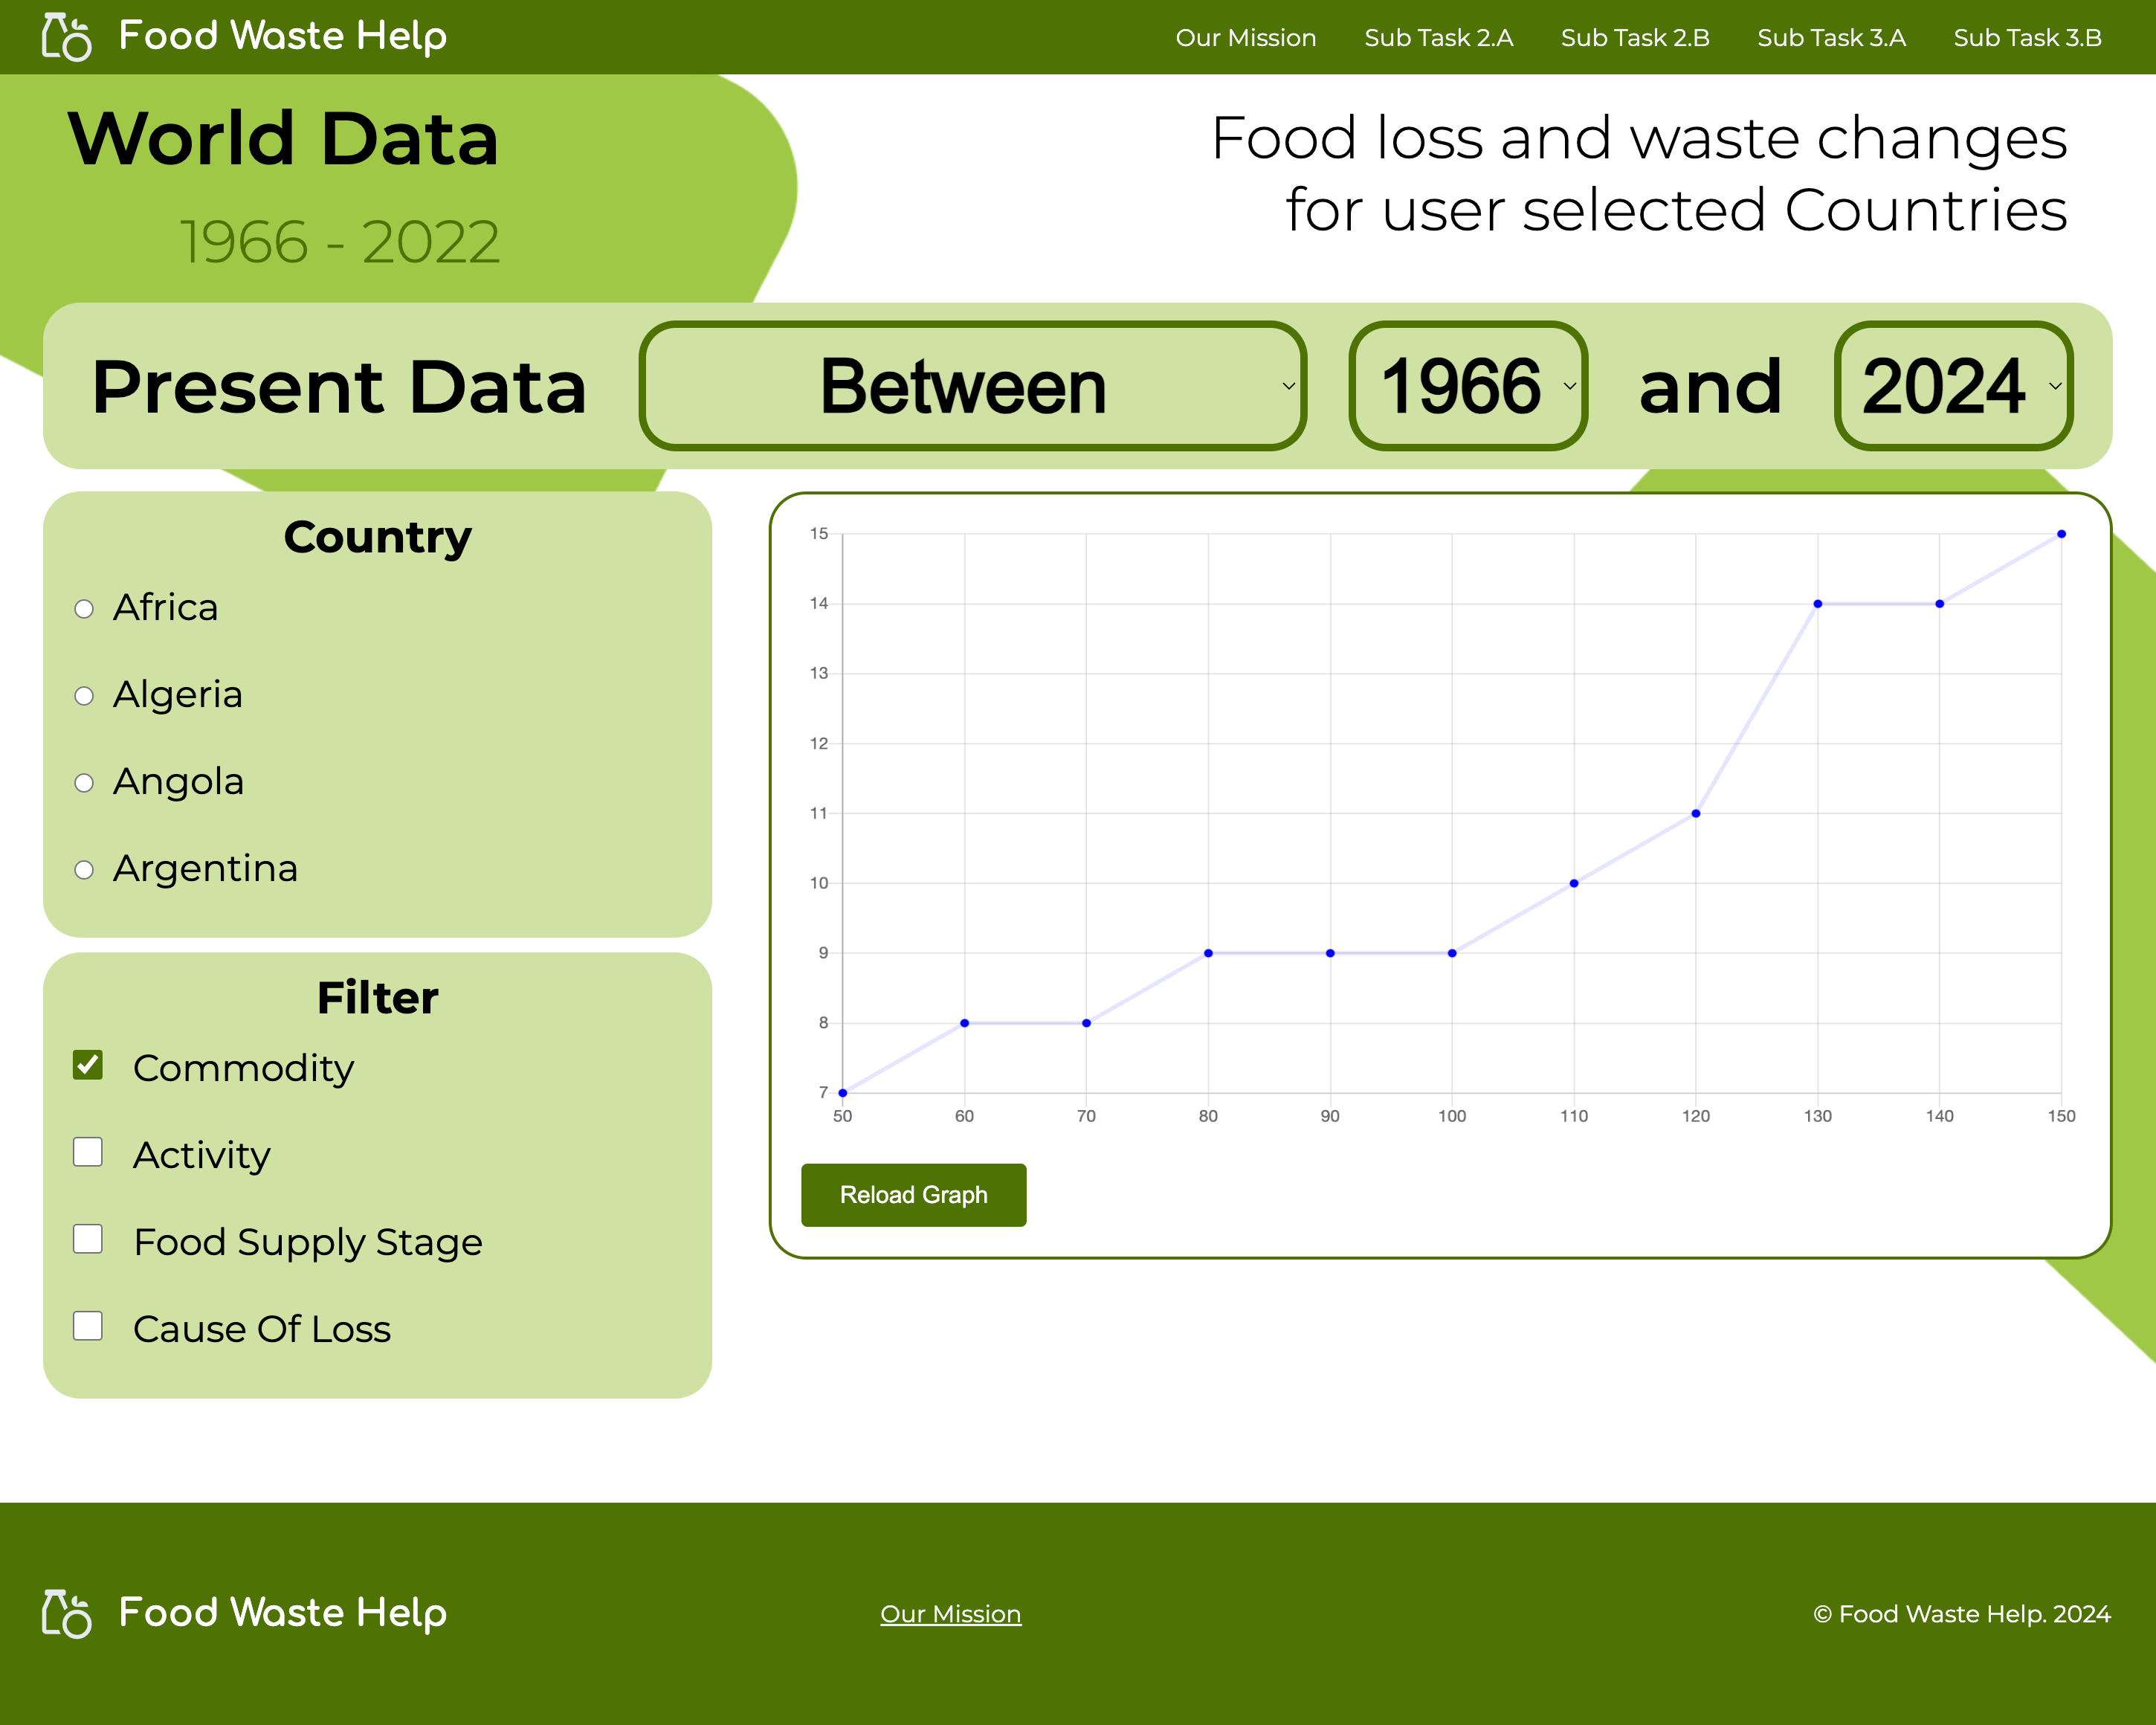 Food Waste Help
Our Mission
Sub Task 2.A
Sub Task 2.B
Sub Task 3.A
Sub Task 3.B
World Data
1966 - 2022
Food loss and waste changes
for user selected Countries
Present Data
Between
1966
and
2024
Country
Africa
Algeria
Angola
Argentina
Filter
Commodity
Activity
Food Supply Stage
Cause Of Loss
15
14
13
12
11
10
9
8
7
50 60 70 80 90 100 110 120 130 140 150
Reload Graph
Food Waste Help
Our Mission
© Food Waste Help. 2024